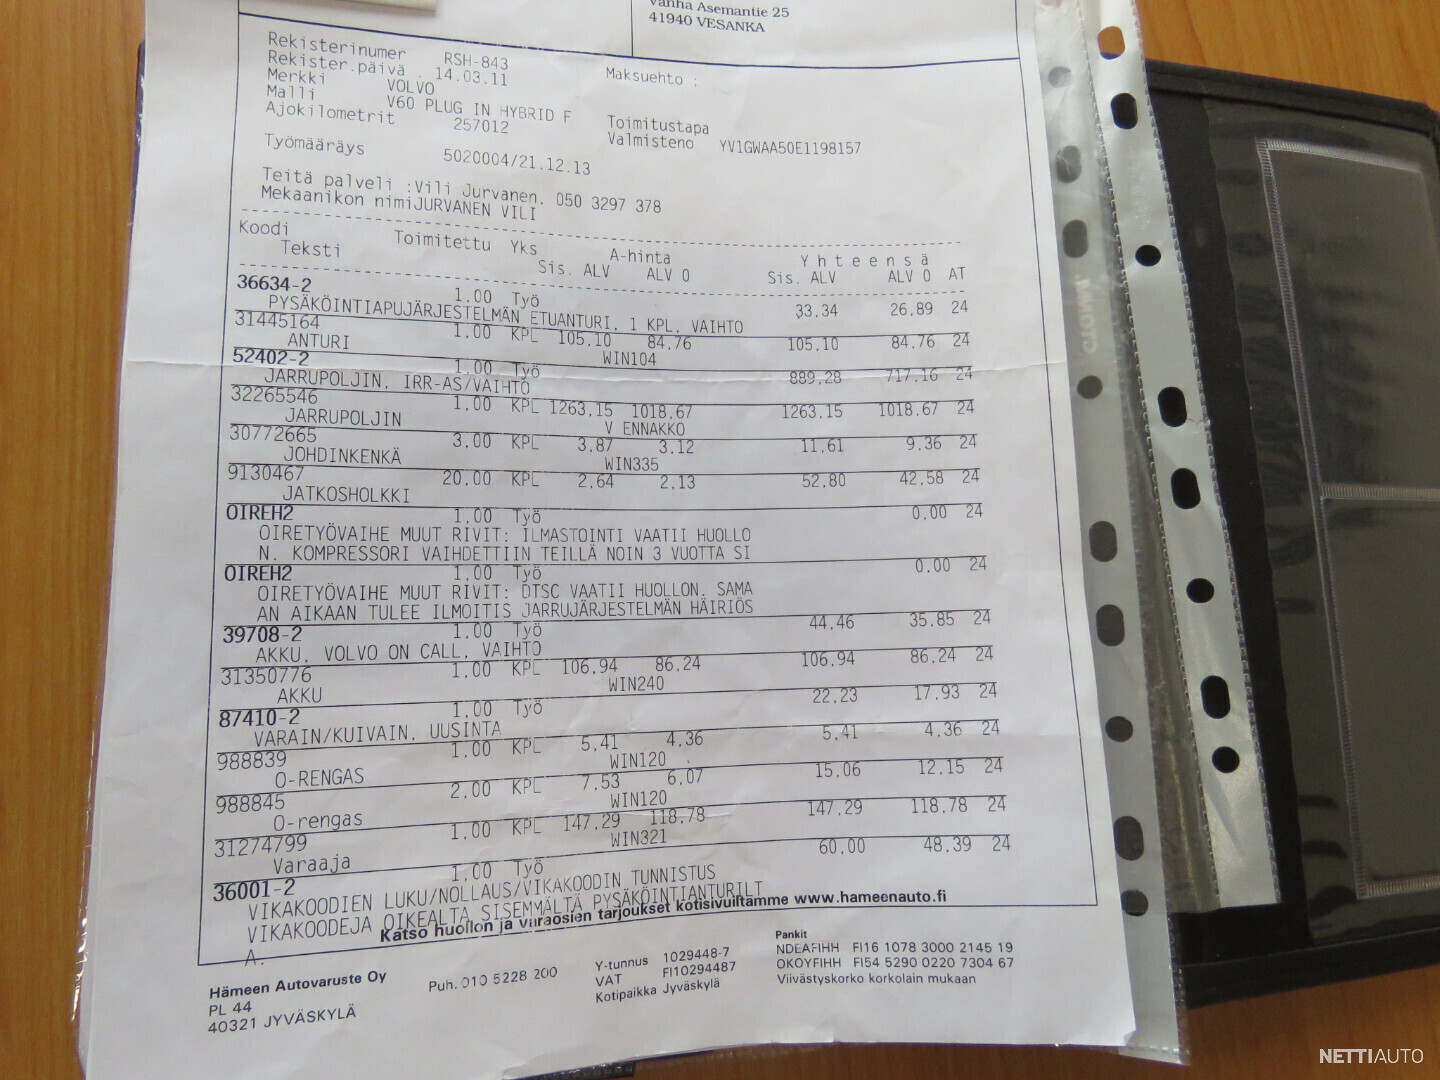 Vanha Asemantie 25
41940 VESANKA
Rekisterinumer RSH-843
Rekister.päivä . 14.03.11 Maksuehto :
Merkki VOLVO
Malli V60 PLUG IN HYBRID F
Ajokilometrit 257012 Toimitustapa
Valmisteno YV1GWAA50E1198157
Työmääräys 5020004/21.12.13
Teitä palveli :Vili Jurvanen. 050 3297 378
Mekaanikon nimiJURVANEN VILI
Koodi Toimitettu Yks A-hinta Yhteensä
Teksti Sis. ALV ALV 0 Sis. ALV ALV 0 AT
36634-2 1.00 Työ 33.34 26.89 24
PYSÄKÖINTIAPUJÄRJESTELMÄN ETUANTURI, 1 KPL, VAIHTO
31445164 1.00 KPL 105.10 84.76 105.10 84.76 24
ANTURI WIN104
52402-2 1.00 Työ 889.28 717.16 24
JARRUPOLJIN, IRR-AS/VAIHTO
32265546 1.00 KPL 1263.15 1018.67 1263.15 1018.67 24
JARRUPOLJIN V ENNAKKO
30772665 3.00 KPL 3.87 3.12 11.61 9.36 24
JOHDINKENKÄ WIN335
9130467 20.00 KPL 2.64 2.13 52.80 42.58 24
JATKOSHOLKKI
OIREH2 1.00 Työ 0.00 24
OIRETYÖVAIHE MUUT RIVIT: ILMASTOINTI VAATII HUOLLO
N. KOMPRESSORI VAIHDETTIIN TEILLÄ NOIN 3 VUOTTA SI
OIREH2 1.00 Työ 0.00 24
OIRETYÖVAIHE MUUT RIVIT: DTSC VAATII HUOLLON. SAMA
AN AIKAAN TULEE ILMOITIS JARRUJÄRJESTELMÄN HÄIRIÖS
39708-2 1.00 Työ 44.46 35.85 24
AKKU, VOLVO ON CALL, VAIHTO
31350776 1.00 KPL 106.94 86.24 106.94 86.24 24
AKKU WIN240
87410-2 1.00 Työ 22.23 17.93 24
VARAIN/KUIVAIN, UUSINTA
988839 1.00 KPL 5.41 4.36 5.41 4.36 24
O-RENGAS WIN120
988845 2.00 KPL 7.53 6.07 15.06 12.15 24
O-rengas WIN120
31274799 1.00 KPL 147.29 118.78 147.29 118.78 24
Varaaja WIN321
36001-2 1.00 Työ 60.00 48.39 24
VIKAKOODIEN LUKU/NOLLAUS/VIKAKOODIN TUNNISTUS
VIKAKOODEJA OIKEALTA SISEMMÄLTÄ PYSÄKÖINTIANTURILT
A.
Katso huollon ja varaosien tarjoukset kotisivuiltamme www.hameenauto.fi
Hämeen Autovaruste Oy
PL 44
40321 JYVÄSKYLÄ
Puh. 010 5228 200
Y-tunnus 1029448-7
VAT FI10294487
Kotipaikka Jyväskylä
Pankit
NDEAFIHH FI16 1078 3000 2145 19
OKOYFIHH FI54 5290 0220 7304 67
Viivästyskorko korkolain mukaan
NETTIAUTO